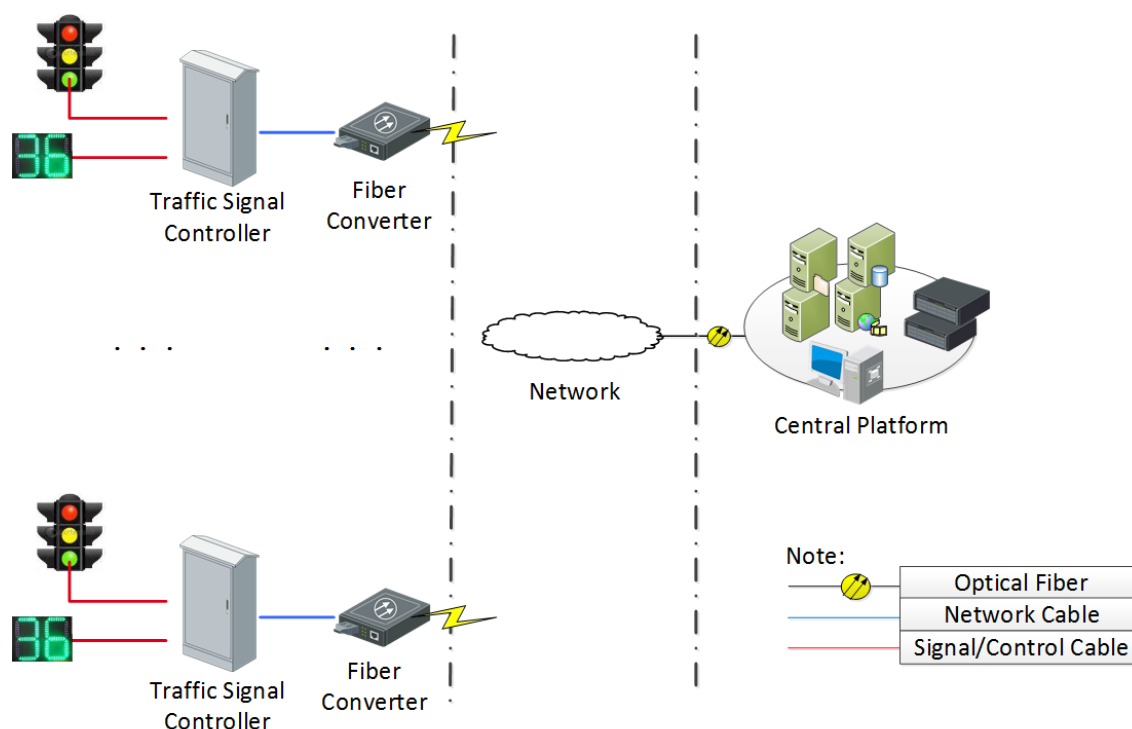 36
Traffic Signal
Controller
Fiber
Converter
. . .
. . .
Network
Central Platform
36
Traffic Signal
Controller
Fiber
Converter
Note:
Optical Fiber
Network Cable
Signal/Control Cable